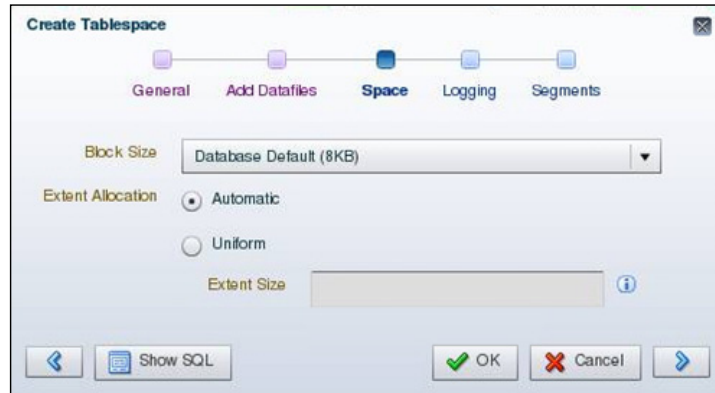 Create Tablespace
General Add Datafiles Space Logging Segments
Block Size Database Default (8KB)
Extent Allocation Automatic
Uniform
Extent Size
Show SQL OK Cancel